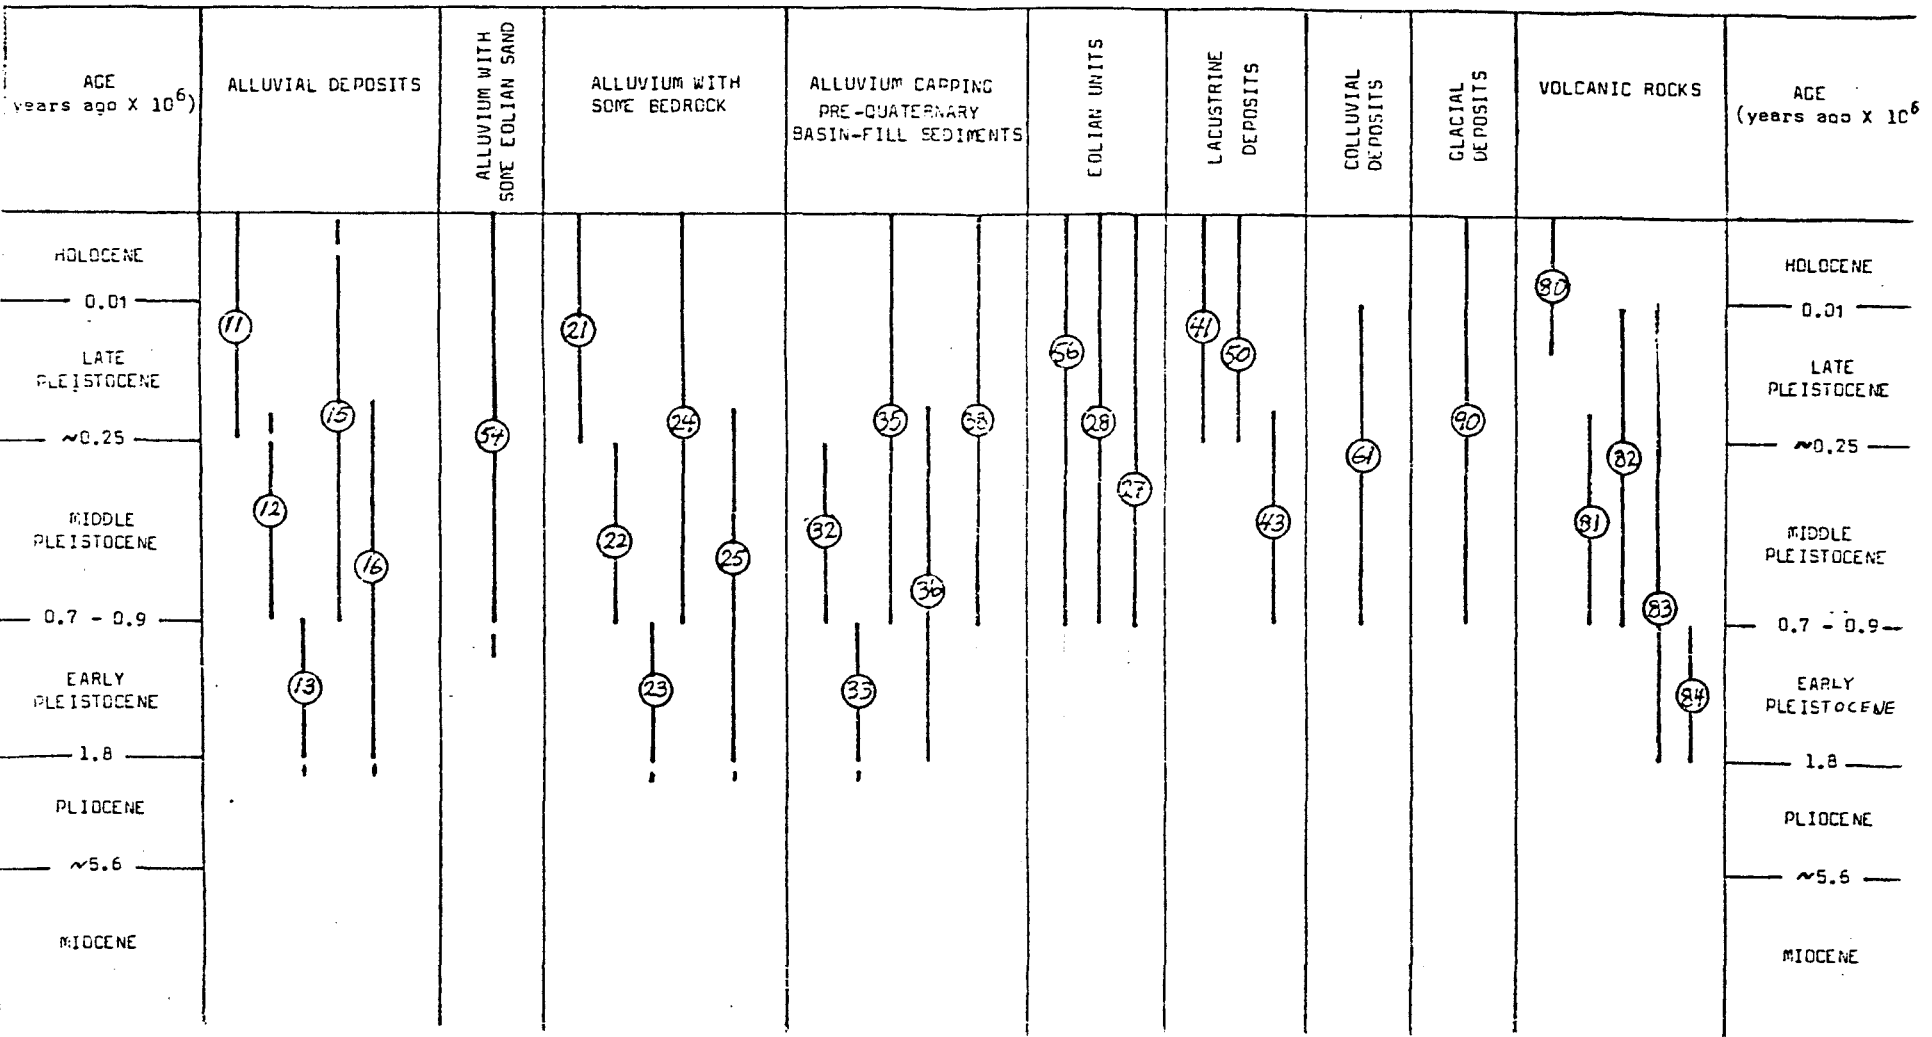 AGE
(years ago X 10⁶)
ALLUVIAL DEPOSITS
ALLUVIUM WITH
SOME EOLIAN SAND
ALLUVIUM WITH
SOME BEDROCK
ALLUVIUM CAPPING
PRE-QUATERNARY
BASIN-FILL SEDIMENTS
EOLIAN UNITS
LACUSTRINE
DEPOSITS
COLLUVIAL
DEPOSITS
GLACIAL
DEPOSITS
VOLCANIC ROCKS
AGE
(years ago X 10⁶
HOLOCENE
0.01
LATE
PLEISTOCENE
~0.25
MIDDLE
PLEISTOCENE
0.7 - 0.9
EARLY
PLEISTOCENE
1.8
PLIOCENE
~5.6
MIOCENE
11
12
13
15
16
54
21
22
23
24
25
32
33
35
36
38
56
28
27
41
50
43
61
90
80
81
82
83
84
HOLOCENE
0.01
LATE
PLEISTOCENE
~0.25
MIDDLE
PLEISTOCENE
0.7 - 0.9
EARLY
PLEISTOCENE
1.8
PLIOCENE
~5.6
MIOCENE